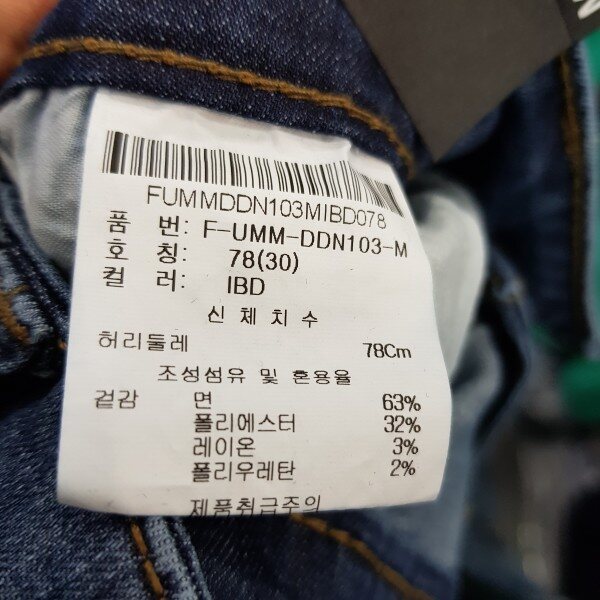 FUMMDDN103MIBD078
품 번: F-UMM-DDN103-M
호 칭: 78(30)
컬 러: IBD
신체치수
허리둘레 78Cm
조성섬유 및 혼용율
겉감 면 63%
폴리에스터 32%
레이온 3%
폴리우레탄 2%
제품취급주의